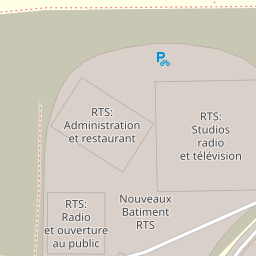 P
RTS:
Administration
et restaurant
RTS:
Studios
radio
et télévision
RTS:
Radio
et ouverture
au public
Nouveaux
Batiment
RTS